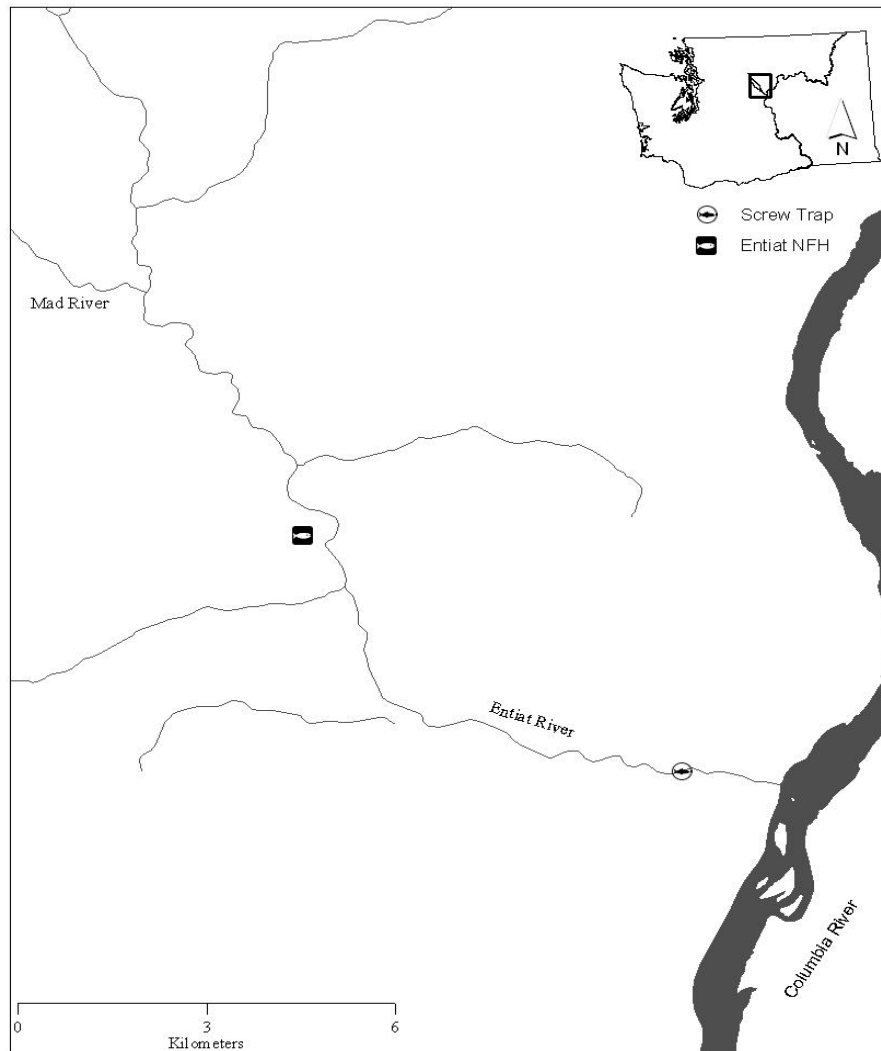 N
Screw Trap
Entiat NFH
Mad River
Entiat River
Columbia River
0 3 6
Kilometers